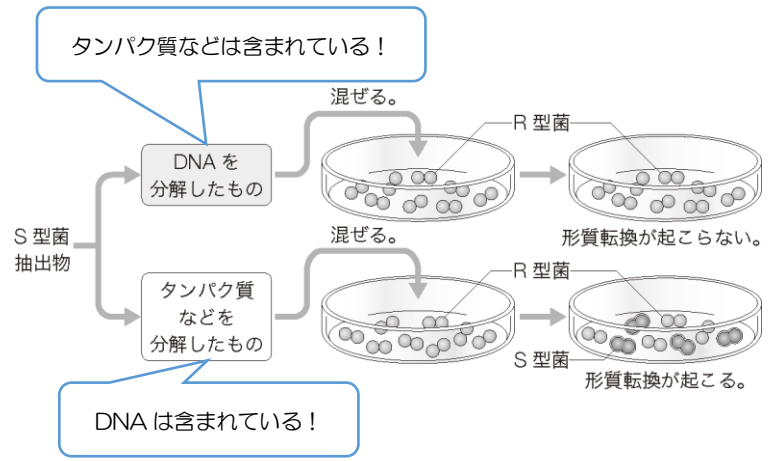 タンパク質などは含まれている！
混ぜる。
R 型菌
DNA を
分解したもの
形質転換が起こらない。
S 型菌
抽出物
混ぜる。
R 型菌
タンパク質
などを
分解したもの
S 型菌
形質転換が起こる。
DNA は含まれている！